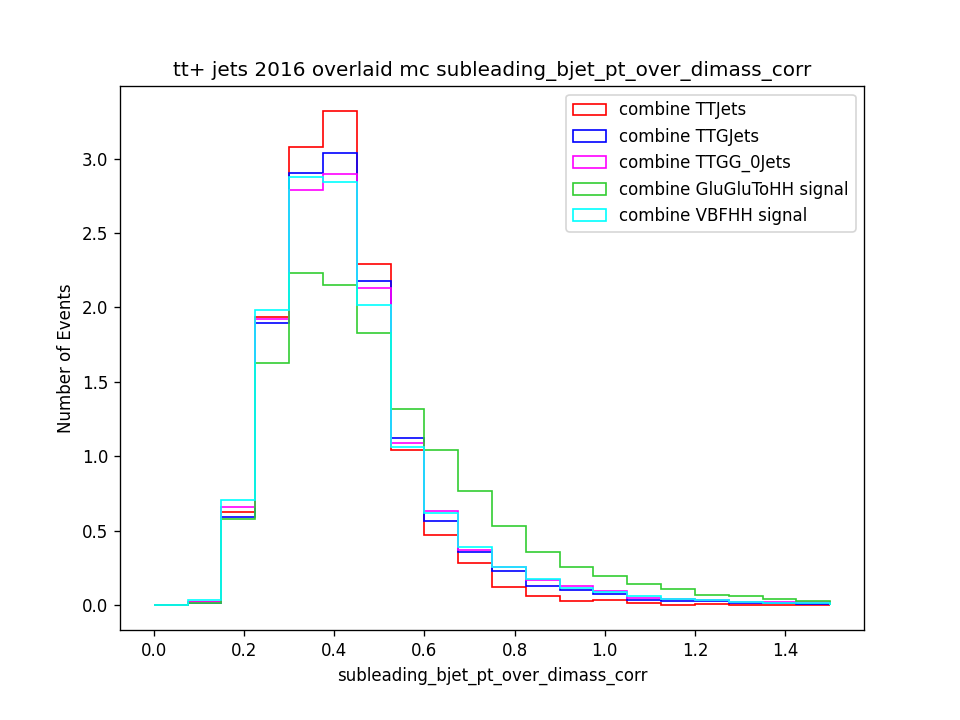 tt+ jets 2016 overlaid mc subleading_bjet_pt_over_dimass_corr
combine TTJets
combine TTGJets
combine TTGG_0Jets
combine GluGluToHH signal
combine VBFHH signal
Number of Events
3.0
2.5
2.0
1.5
1.0
0.5
0.0
0.0 0.2 0.4 0.6 0.8 1.0 1.2 1.4
subleading_bjet_pt_over_dimass_corr